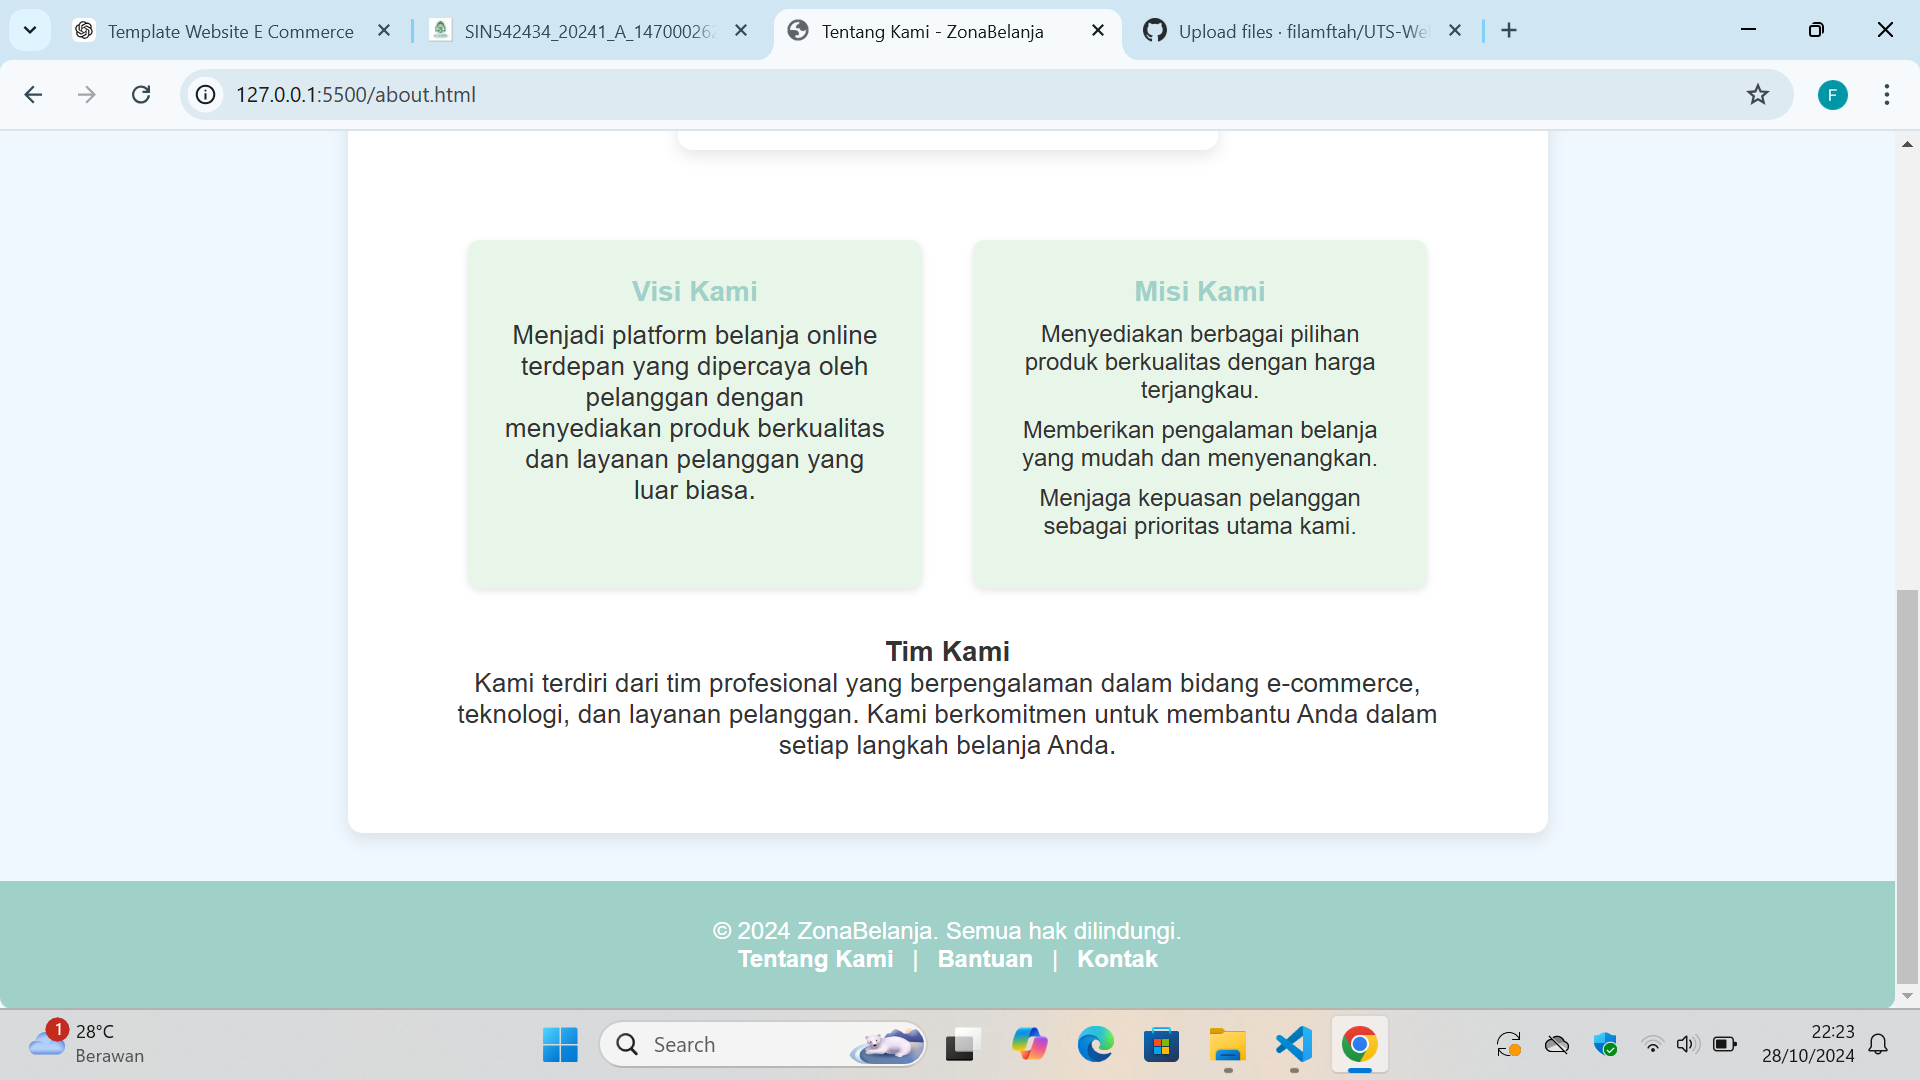 Template Website E Commerce
SIN542434_20241_A_14700026
Tentang Kami - ZonaBelanja
Upload files · filamftah/UTS-We
127.0.0.1:5500/about.html
F
Visi Kami
Menjadi platform belanja online
terdepan yang dipercaya oleh
pelanggan dengan
menyediakan produk berkualitas
dan layanan pelanggan yang
luar biasa.
Misi Kami
Menyediakan berbagai pilihan
produk berkualitas dengan harga
terjangkau.
Memberikan pengalaman belanja
yang mudah dan menyenangkan.
Menjaga kepuasan pelanggan
sebagai prioritas utama kami.
Tim Kami
Kami terdiri dari tim profesional yang berpengalaman dalam bidang e-commerce,
teknologi, dan layanan pelanggan. Kami berkomitmen untuk membantu Anda dalam
setiap langkah belanja Anda.
© 2024 ZonaBelanja. Semua hak dilindungi.
Tentang Kami | Bantuan | Kontak
1
28°C
Berawan
Search
22:23
28/10/2024